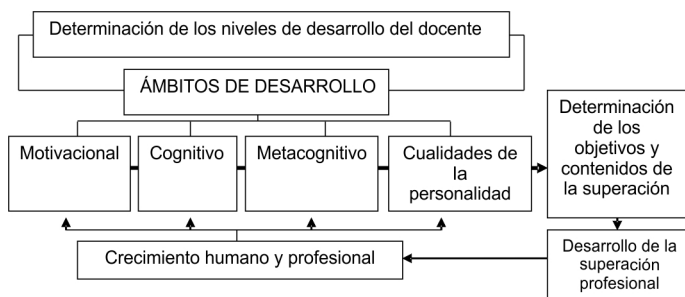 Determinación de los niveles de desarrollo del docente
ÁMBITOS DE DESARROLLO
Motivacional
Cognitivo
Metacognitivo
Cualidades de
la
personalidad
Determinación
de los
objetivos y
contenidos de
la superación
Crecimiento humano y profesional
Desarrollo de la
superación
profesional